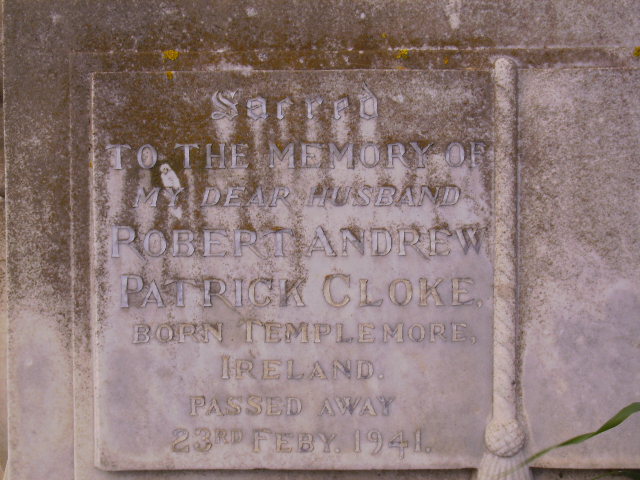 Sacred
TO THE MEMORY OF
MY DEAR HUSBAND
ROBERT ANDREW
PATRICK CLOKE,
BORN TEMPLEMORE,
IRELAND.
PASSED AWAY
23RD FEBY. 1941.